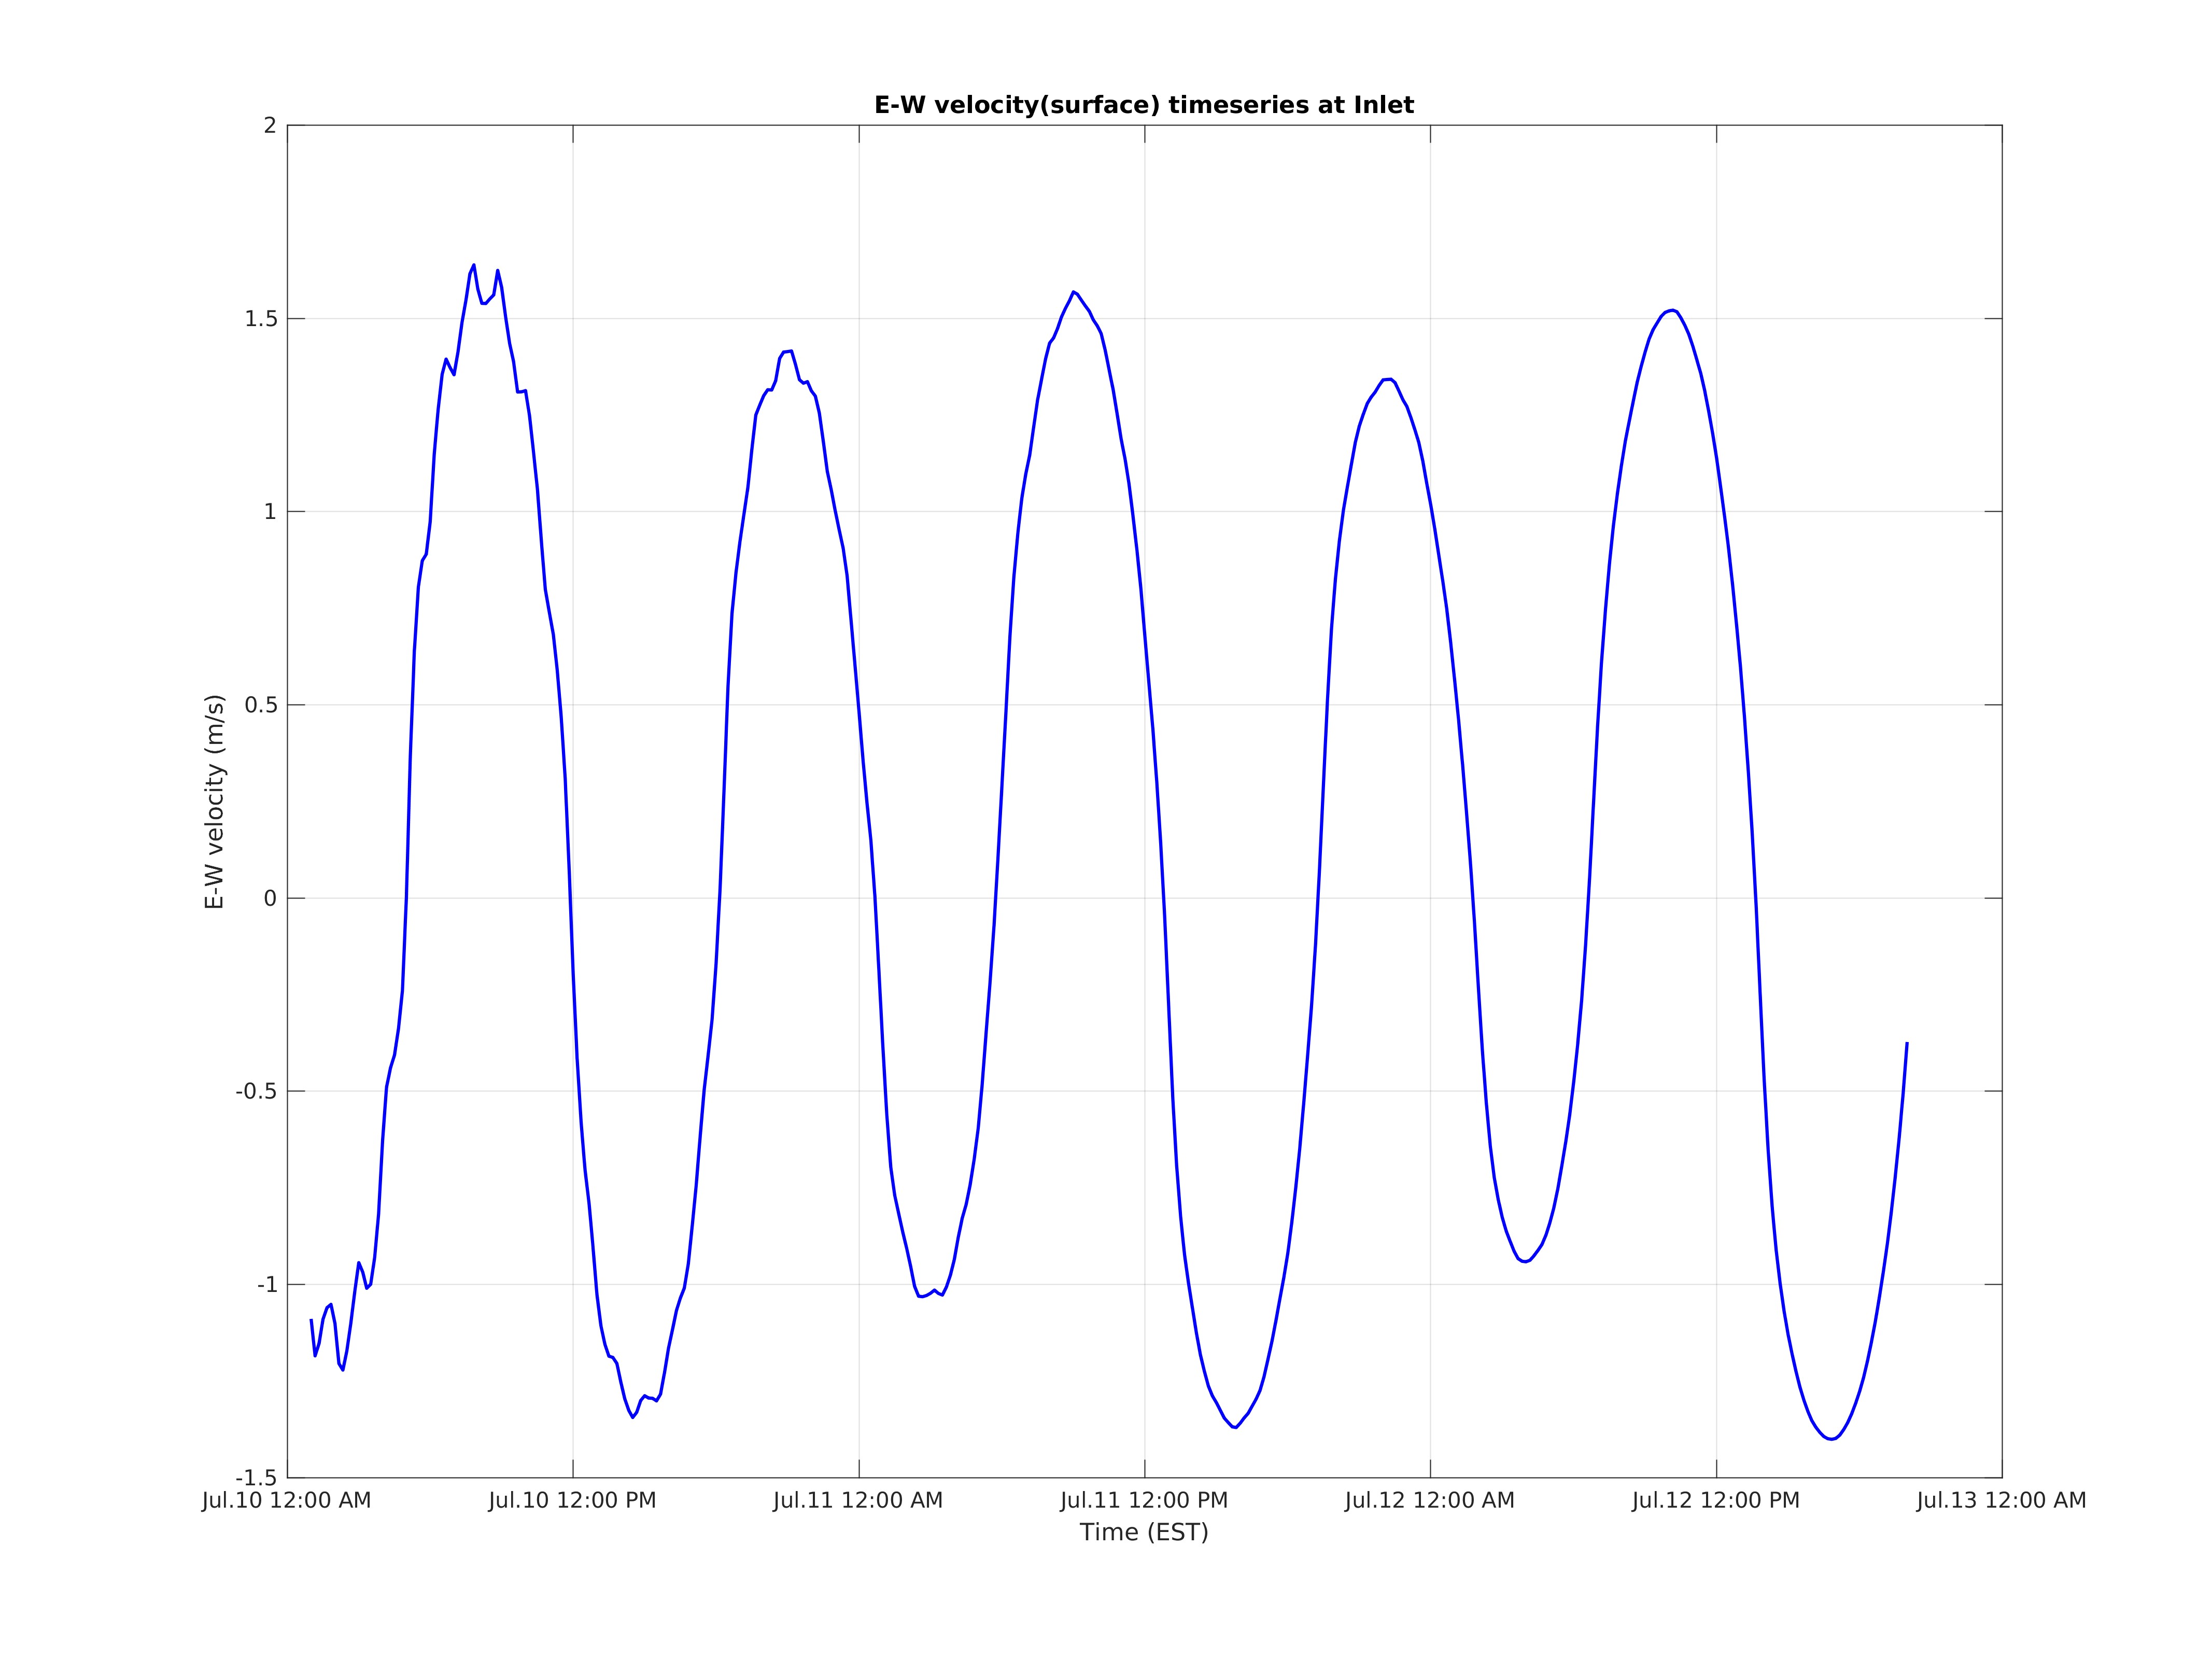 E-W velocity(surface) timeseries at Inlet
E-W velocity (m/s)
2
1.5
1
0.5
0
-0.5
-1
-1.5
Jul.10 12:00 AM
Jul.10 12:00 PM
Jul.11 12:00 AM
Jul.11 12:00 PM
Jul.12 12:00 AM
Jul.12 12:00 PM
Jul.13 12:00 AM
Time (EST)